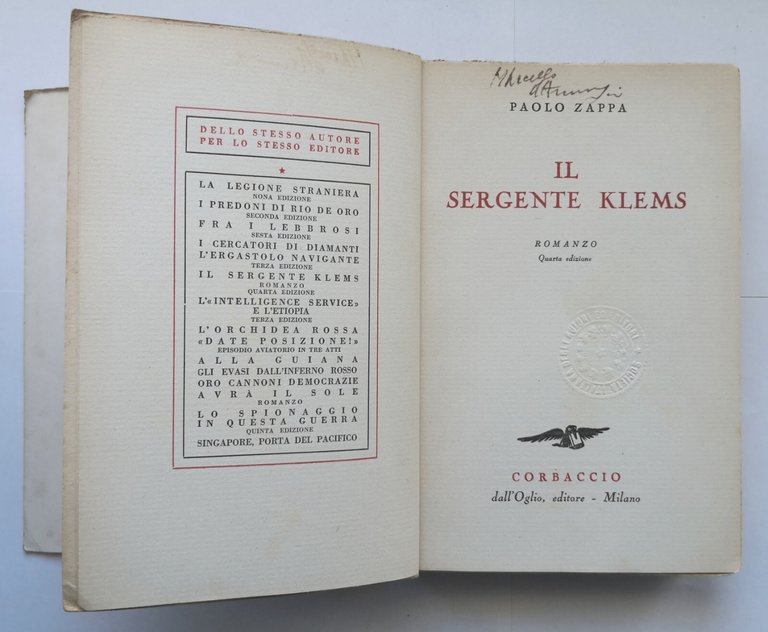 DELLO STESSO AUTORE
PER LO STESSO EDITORE
LA LEGIONE STRANIERA
NONA EDIZIONE
I PREDONI DI RIO DE ORO
SECONDA EDIZIONE
FRA I LEBBROSI
SESTA EDIZIONE
I CERCATORI DI DIAMANTI
L'ERGASTOLO NAVIGANTE
TERZA EDIZIONE
IL SERGENTE KLEMS
ROMANZO
QUARTA EDIZIONE
L'«INTELLIGENCE SERVICE»
E L'ETIOPIA
TERZA EDIZIONE
L'ORCHIDEA ROSSA
«DATE POSIZIONE!»
EPISODIO AVIATORIO IN TRE ATTI
ALLA GUIANA
GLI EVASI DALL'INFERNO ROSSO
ORO CANNONI DEMOCRAZIE
AVRÀ IL SOLE
ROMANZO
LO SPIONAGGIO
IN QUESTA GUERRA
QUINTA EDIZIONE
SINGAPORE, PORTA DEL PACIFICO
PAOLO ZAPPA
IL
SERGENTE KLEMS
ROMANZO
Quarta edizione
CORBACCIO
dall'Oglio, editore - Milano